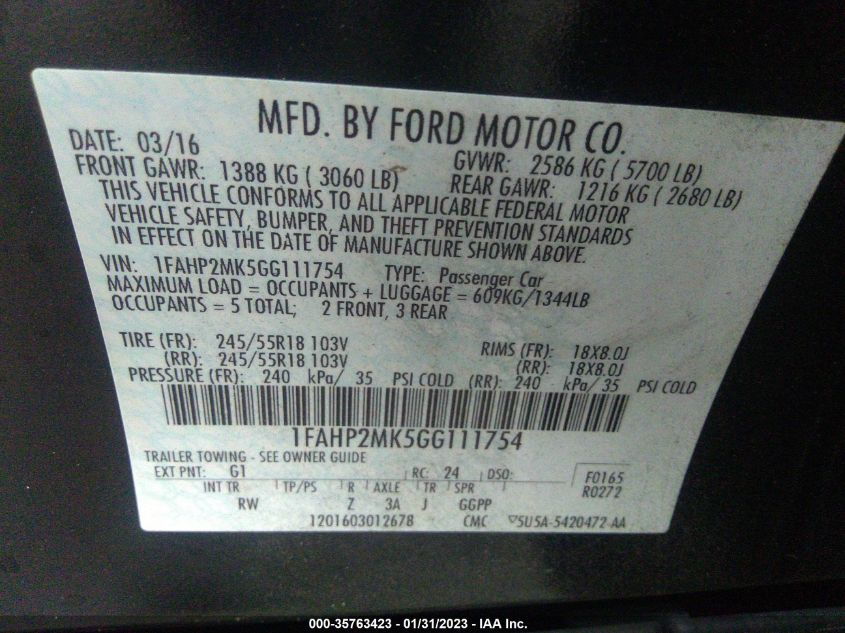 MFD. BY FORD MOTOR CO.
DATE: 03/16 GVWR: 2586 KG ( 5700 LB)
FRONT GAWR: 1388 KG ( 3060 LB) REAR GAWR: 1216 KG ( 2680 LB)
THIS VEHICLE CONFORMS TO ALL APPLICABLE FEDERAL MOTOR
VEHICLE SAFETY, BUMPER, AND THEFT PREVENTION STANDARDS
IN EFFECT ON THE DATE OF MANUFACTURE SHOWN ABOVE.
VIN: 1FAHP2MK5GG111754 TYPE: Passenger Car
MAXIMUM LOAD = OCCUPANTS + LUGGAGE = 609KG/1344LB
OCCUPANTS = 5 TOTAL; 2 FRONT, 3 REAR
TIRE (FR): 245/55R18 103V RIMS (FR): 18X8.0J
(RR): 245/55R18 103V (RR): 18X8.0J
PRESSURE (FR): 240 kPa/ 35 PSI COLD (RR): 240 kPa/ 35 PSI COLD
1FAHP2MK5GG111754
TRAILER TOWING - SEE OWNER GUIDE
EXT PNT: G1 RC: 24 DSO: F0165
INT TR TP/PS R AXLE TR SPR R0272
RW Z 3A J GGPP
1201603012678 CMC ▽5U5A-5420472-AA
000-35763423 - 01/31/2023 - IAA Inc.